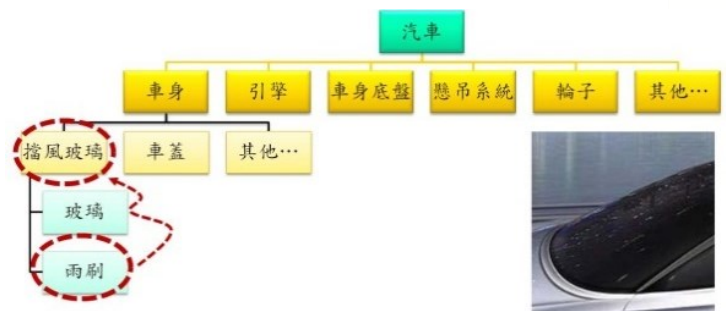 汽車
車身 引擎 車身底盤 懸吊系統 輪子 其他…
擋風玻璃 車蓋 其他…
玻璃
雨刷